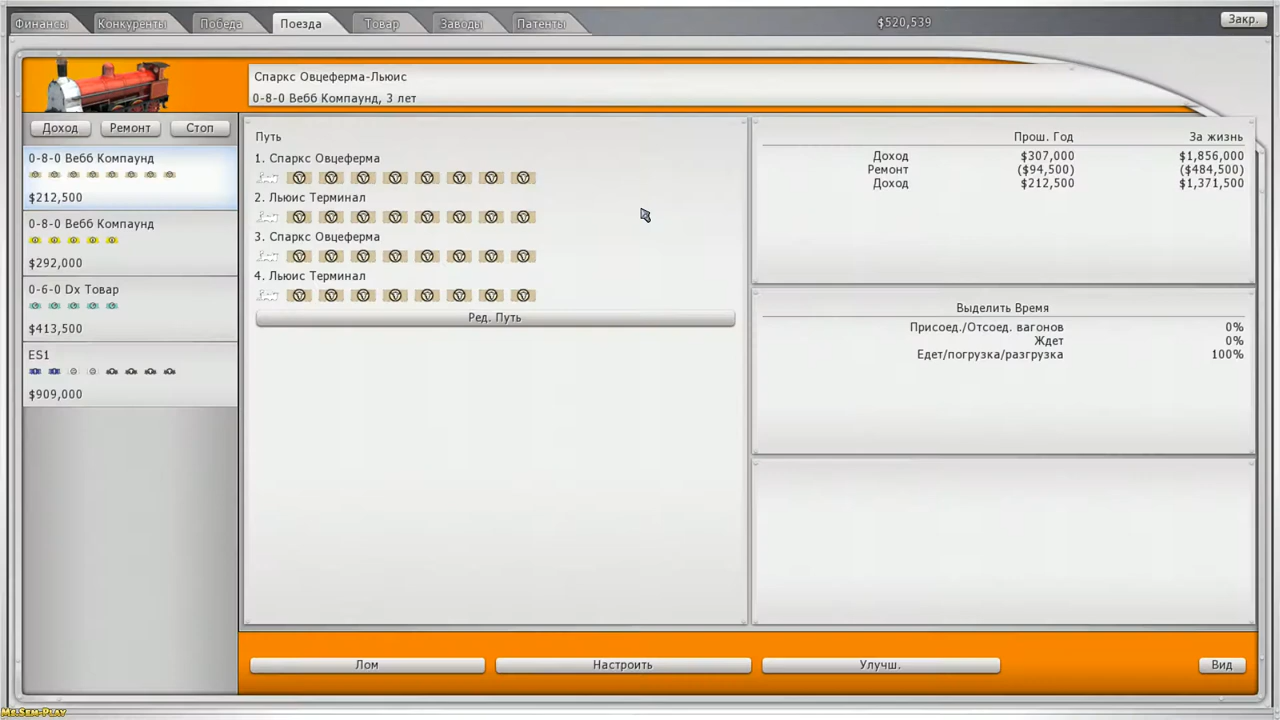 Финансы Конкуренты Победа Поезда Товар Заводы Патенты $520,539 Закр.
Спаркс Овцеферма-Льюис
0-8-0 Вебб Компаунд, 3 лет
Доход Ремонт Стоп
0-8-0 Вебб Компаунд
$212,500
0-8-0 Вебб Компаунд
$292,000
0-6-0 Dx Товар
$413,500
ES1
$909,000
Путь
1. Спаркс Овцеферма
2. Льюис Терминал
3. Спаркс Овцеферма
4. Льюис Терминал
Ред. Путь
Прош. Год За жизнь
Доход $307,000 $1,856,000
Ремонт ($94,500) ($484,500)
Доход $212,500 $1,371,500
Выделить Время
Присоед./Отсоед. вагонов 0%
Ждет 0%
Едет/погрузка/разгрузка 100%
Лом Настроить Улучш. Вид
Mr.Sem-Play